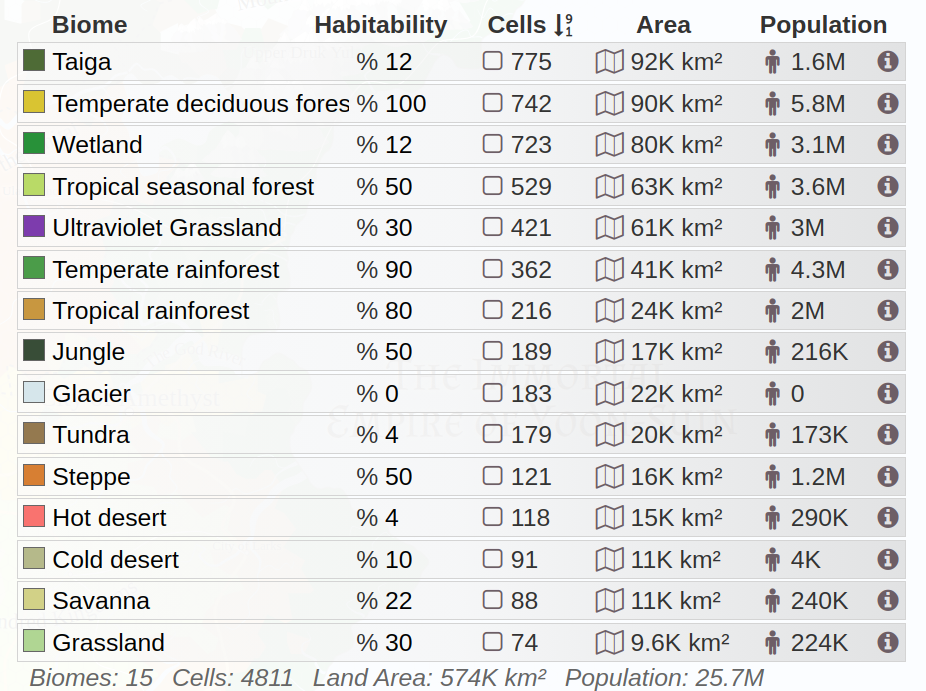 Biome Habitability Cells Area Population
Taiga % 12 775 92K km² 1.6M
Temperate deciduous fores % 100 742 90K km² 5.8M
Wetland % 12 723 80K km² 3.1M
Tropical seasonal forest % 50 529 63K km² 3.6M
Ultraviolet Grassland % 30 421 61K km² 3M
Temperate rainforest % 90 362 41K km² 4.3M
Tropical rainforest % 80 216 24K km² 2M
Jungle % 50 189 17K km² 216K
Glacier % 0 183 22K km² 0
Tundra % 4 179 20K km² 173K
Steppe % 50 121 16K km² 1.2M
Hot desert % 4 118 15K km² 290K
Cold desert % 10 91 11K km² 4K
Savanna % 22 88 11K km² 240K
Grassland % 30 74 9.6K km² 224K
Biomes: 15 Cells: 4811 Land Area: 574K km² Population: 25.7M
The Immortal
Empire of Yoon-Suin